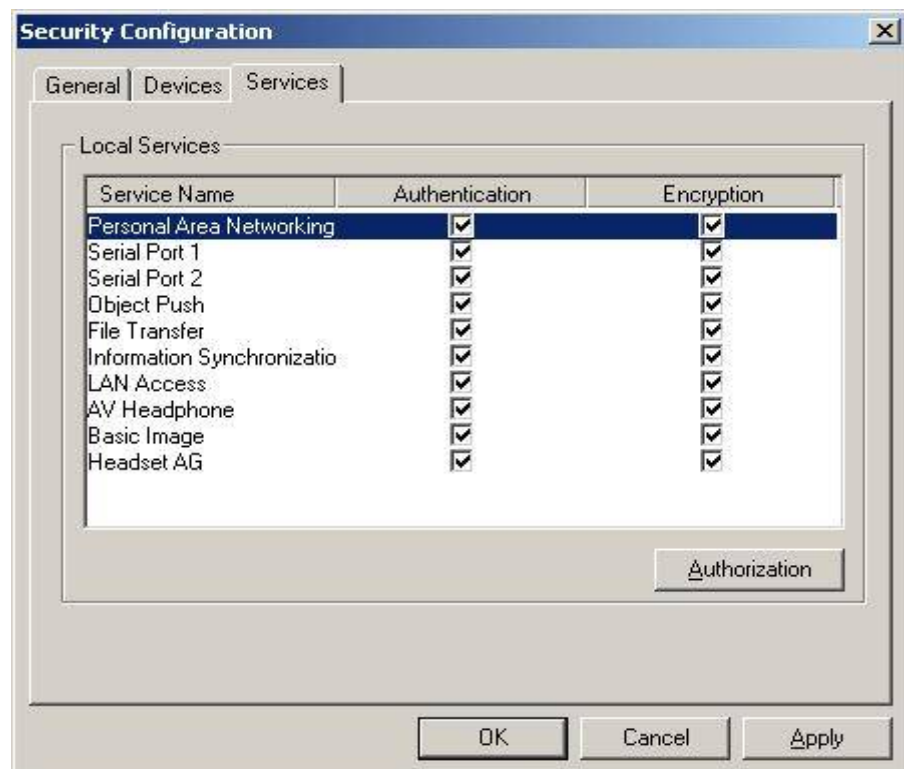 Security Configuration
General Devices Services
Local Services
Service Name Authentication Encryption
Personal Area Networking
Serial Port 1
Serial Port 2
Object Push
File Transfer
Information Synchronizatio
LAN Access
AV Headphone
Basic Image
Headset AG
Authorization
OK Cancel Apply